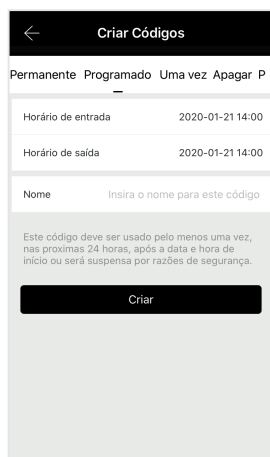 Criar Códigos
Permanente Programado Uma vez Apagar P
Horário de entrada 2020-01-21 14:00
Horário de saída 2020-01-21 14:00
Nome Insira o nome para este código
Este código deve ser usado pelo menos uma vez,
nas proximas 24 horas, após a data e hora de
início ou será suspensa por razões de segurança.
Criar